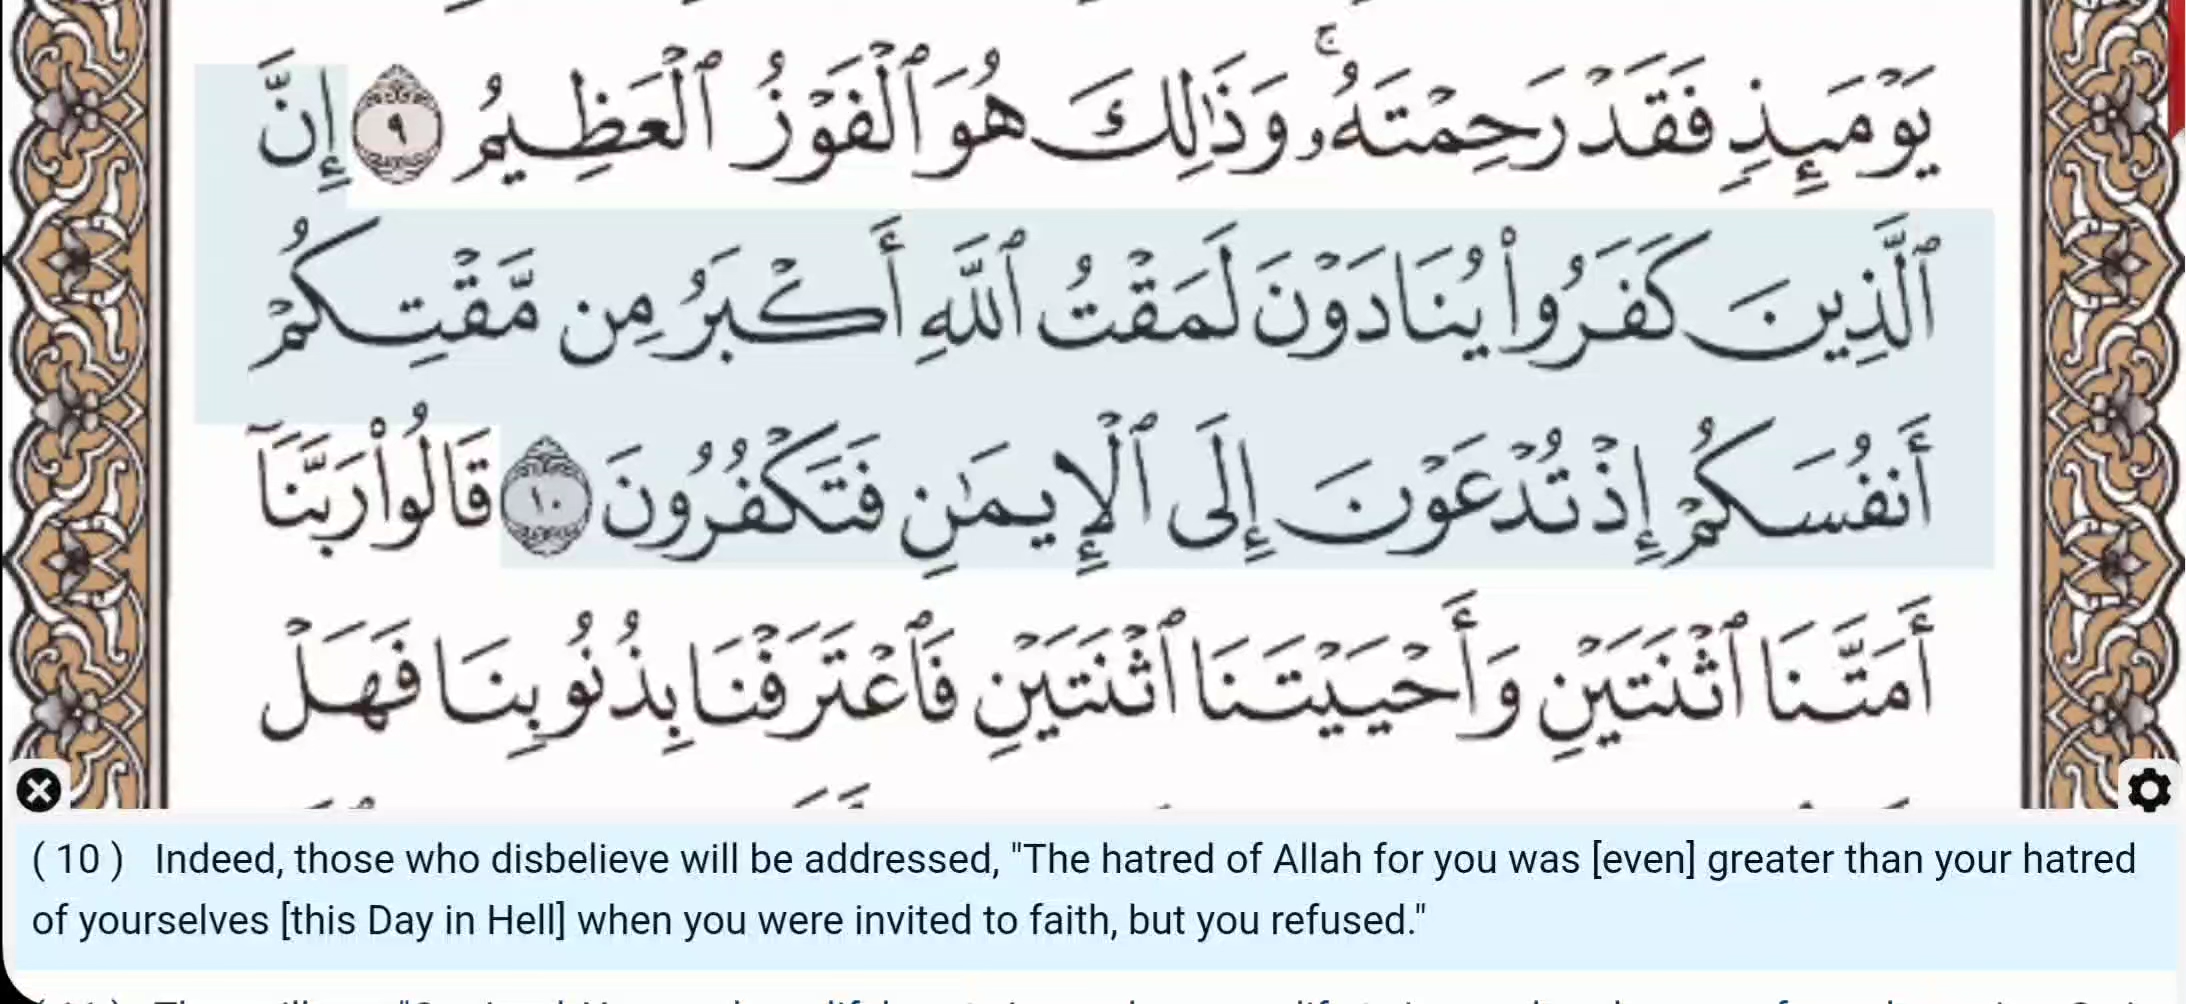 يَوۡمَئِذٖ فَقَدۡ رَحِمۡتَهُۥۚ وَذَٰلِكَ هُوَ ٱلۡفَوۡزُ ٱلۡعَظِيمُ ٩ إِنَّ
ٱلَّذِينَ كَفَرُواْ يُنَادَوۡنَ لَمَقۡتُ ٱللَّهِ أَكۡبَرُ مِن مَّقۡتِكُمۡ
أَنفُسَكُمۡ إِذۡ تُدۡعَوۡنَ إِلَى ٱلۡإِيمَٰنِ فَتَكۡفُرُونَ ١٠ قَالُواْ رَبَّنَآ
أَمَتَّنَا ٱثۡنَتَيۡنِ وَأَحۡيَيۡتَنَا ٱثۡنَتَيۡنِ فَٱعۡتَرَفۡنَا بِذُنُوبِنَا فَهَلۡ
( 10 ) Indeed, those who disbelieve will be addressed, "The hatred of Allah for you was [even] greater than your hatred
of yourselves [this Day in Hell] when you were invited to faith, but you refused."